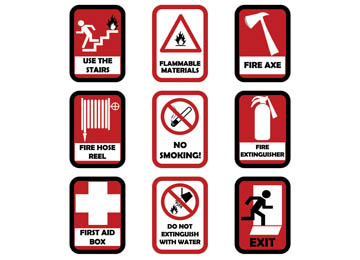 USE THE
STAIRS
FLAMMABLE
MATERIALS
FIRE AXE
FIRE HOSE
REEL
NO
SMOKING!
FIRE
EXTINGUISHER
FIRST AID
BOX
DO NOT
EXTINGUISH
WITH WATER
EXIT